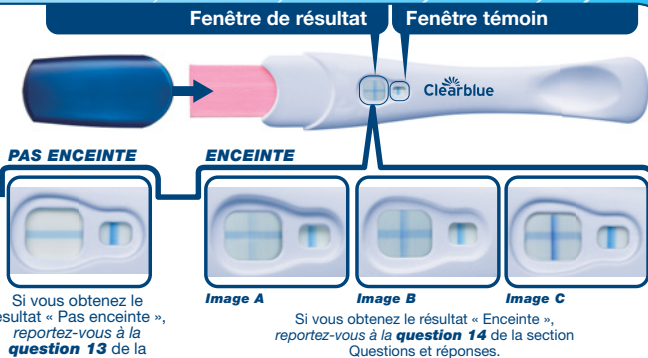 Fenêtre de résultat
Fenêtre témoin
Clearblue
PAS ENCEINTE
ENCEINTE
Si vous obtenez le
résultat « Pas enceinte »,
reportez-vous à la
question 13 de la
Image A
Image B
Image C
Si vous obtenez le résultat « Enceinte »,
reportez-vous à la question 14 de la section
Questions et réponses.